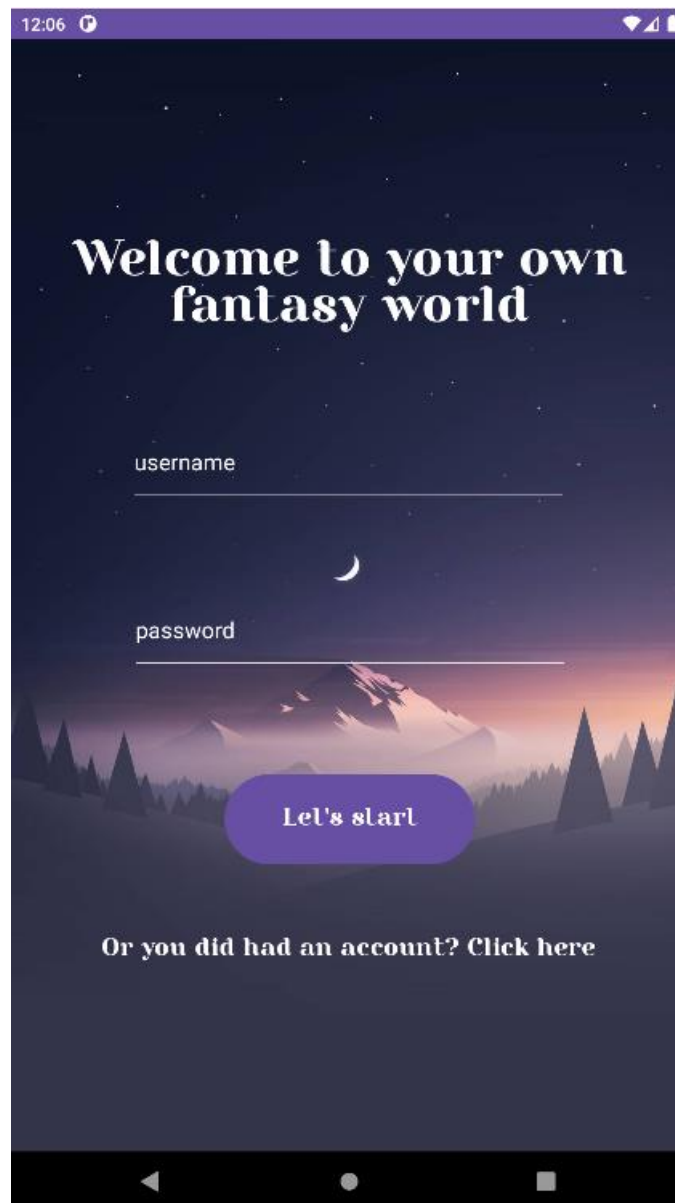 12:06
Welcome to your own
fantasy world
username
password
Let's start
Or you did had an account? Click here